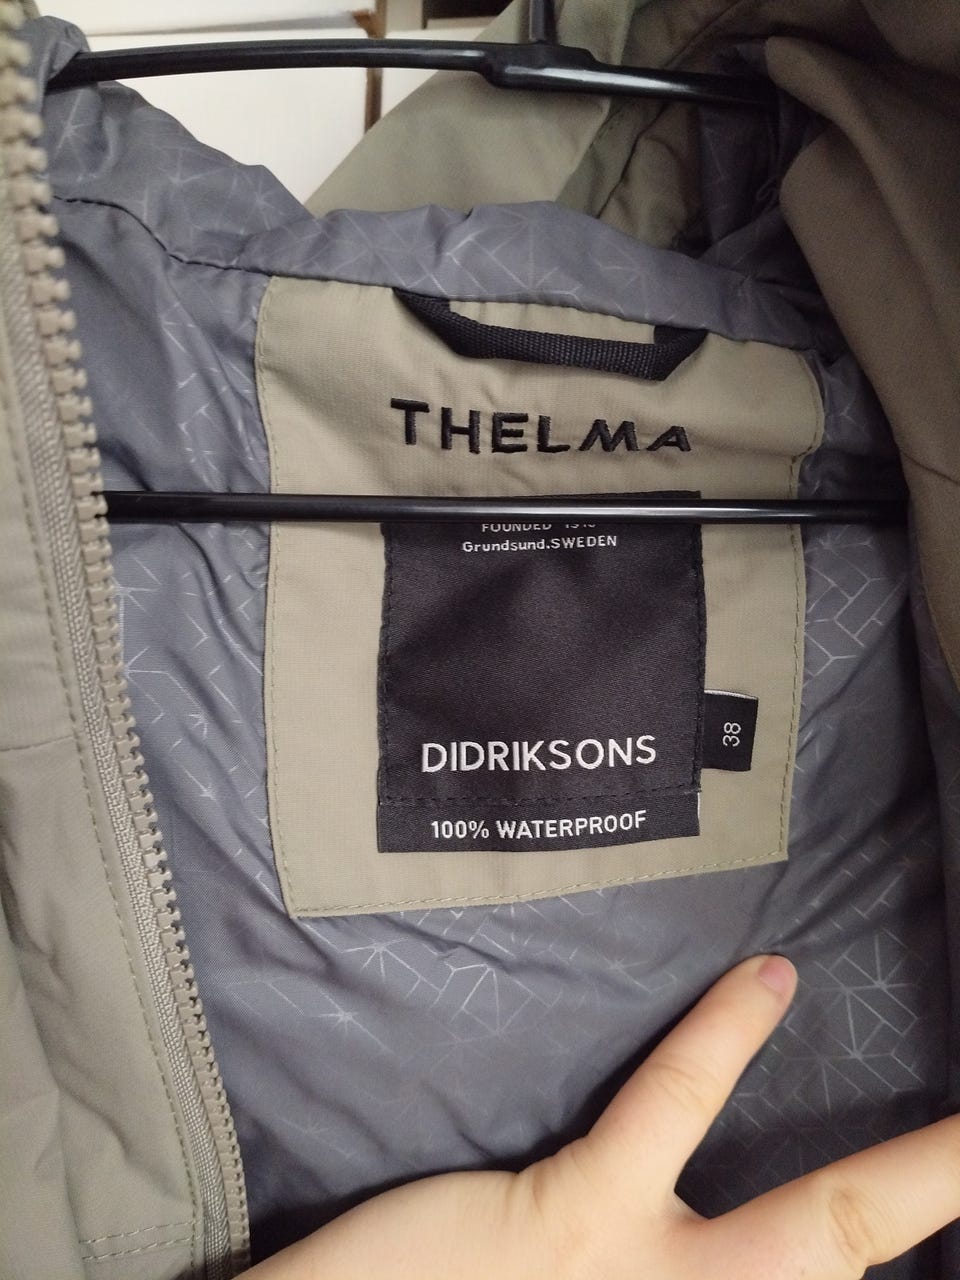 THELMA
FOUNDED
Grundsund.SWEDEN
DIDRIKSONS
38
100% WATERPROOF